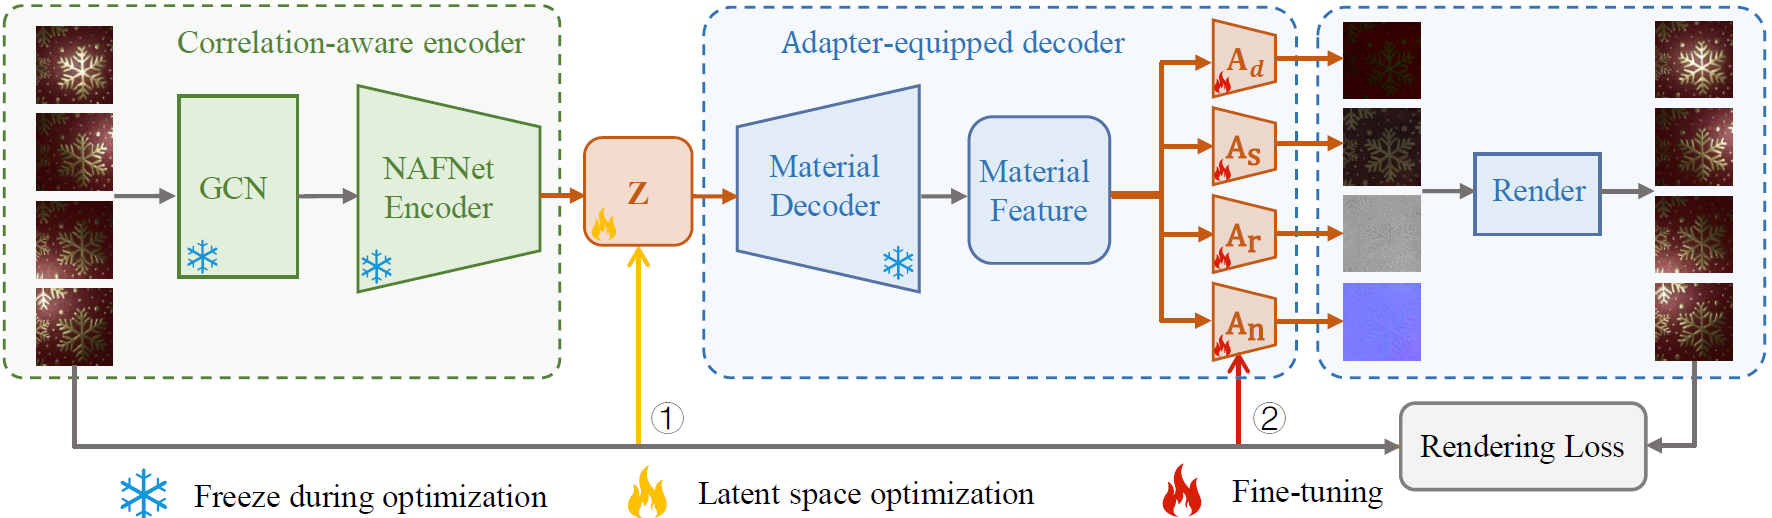 Correlation-aware encoder
GCN
NAFNet
Encoder
Z
Adapter-equipped decoder
Material
Decoder
Material
Feature
A_d
A_s
A_r
A_n
Render
①
②
Rendering Loss
Freeze during optimization
Latent space optimization
Fine-tuning